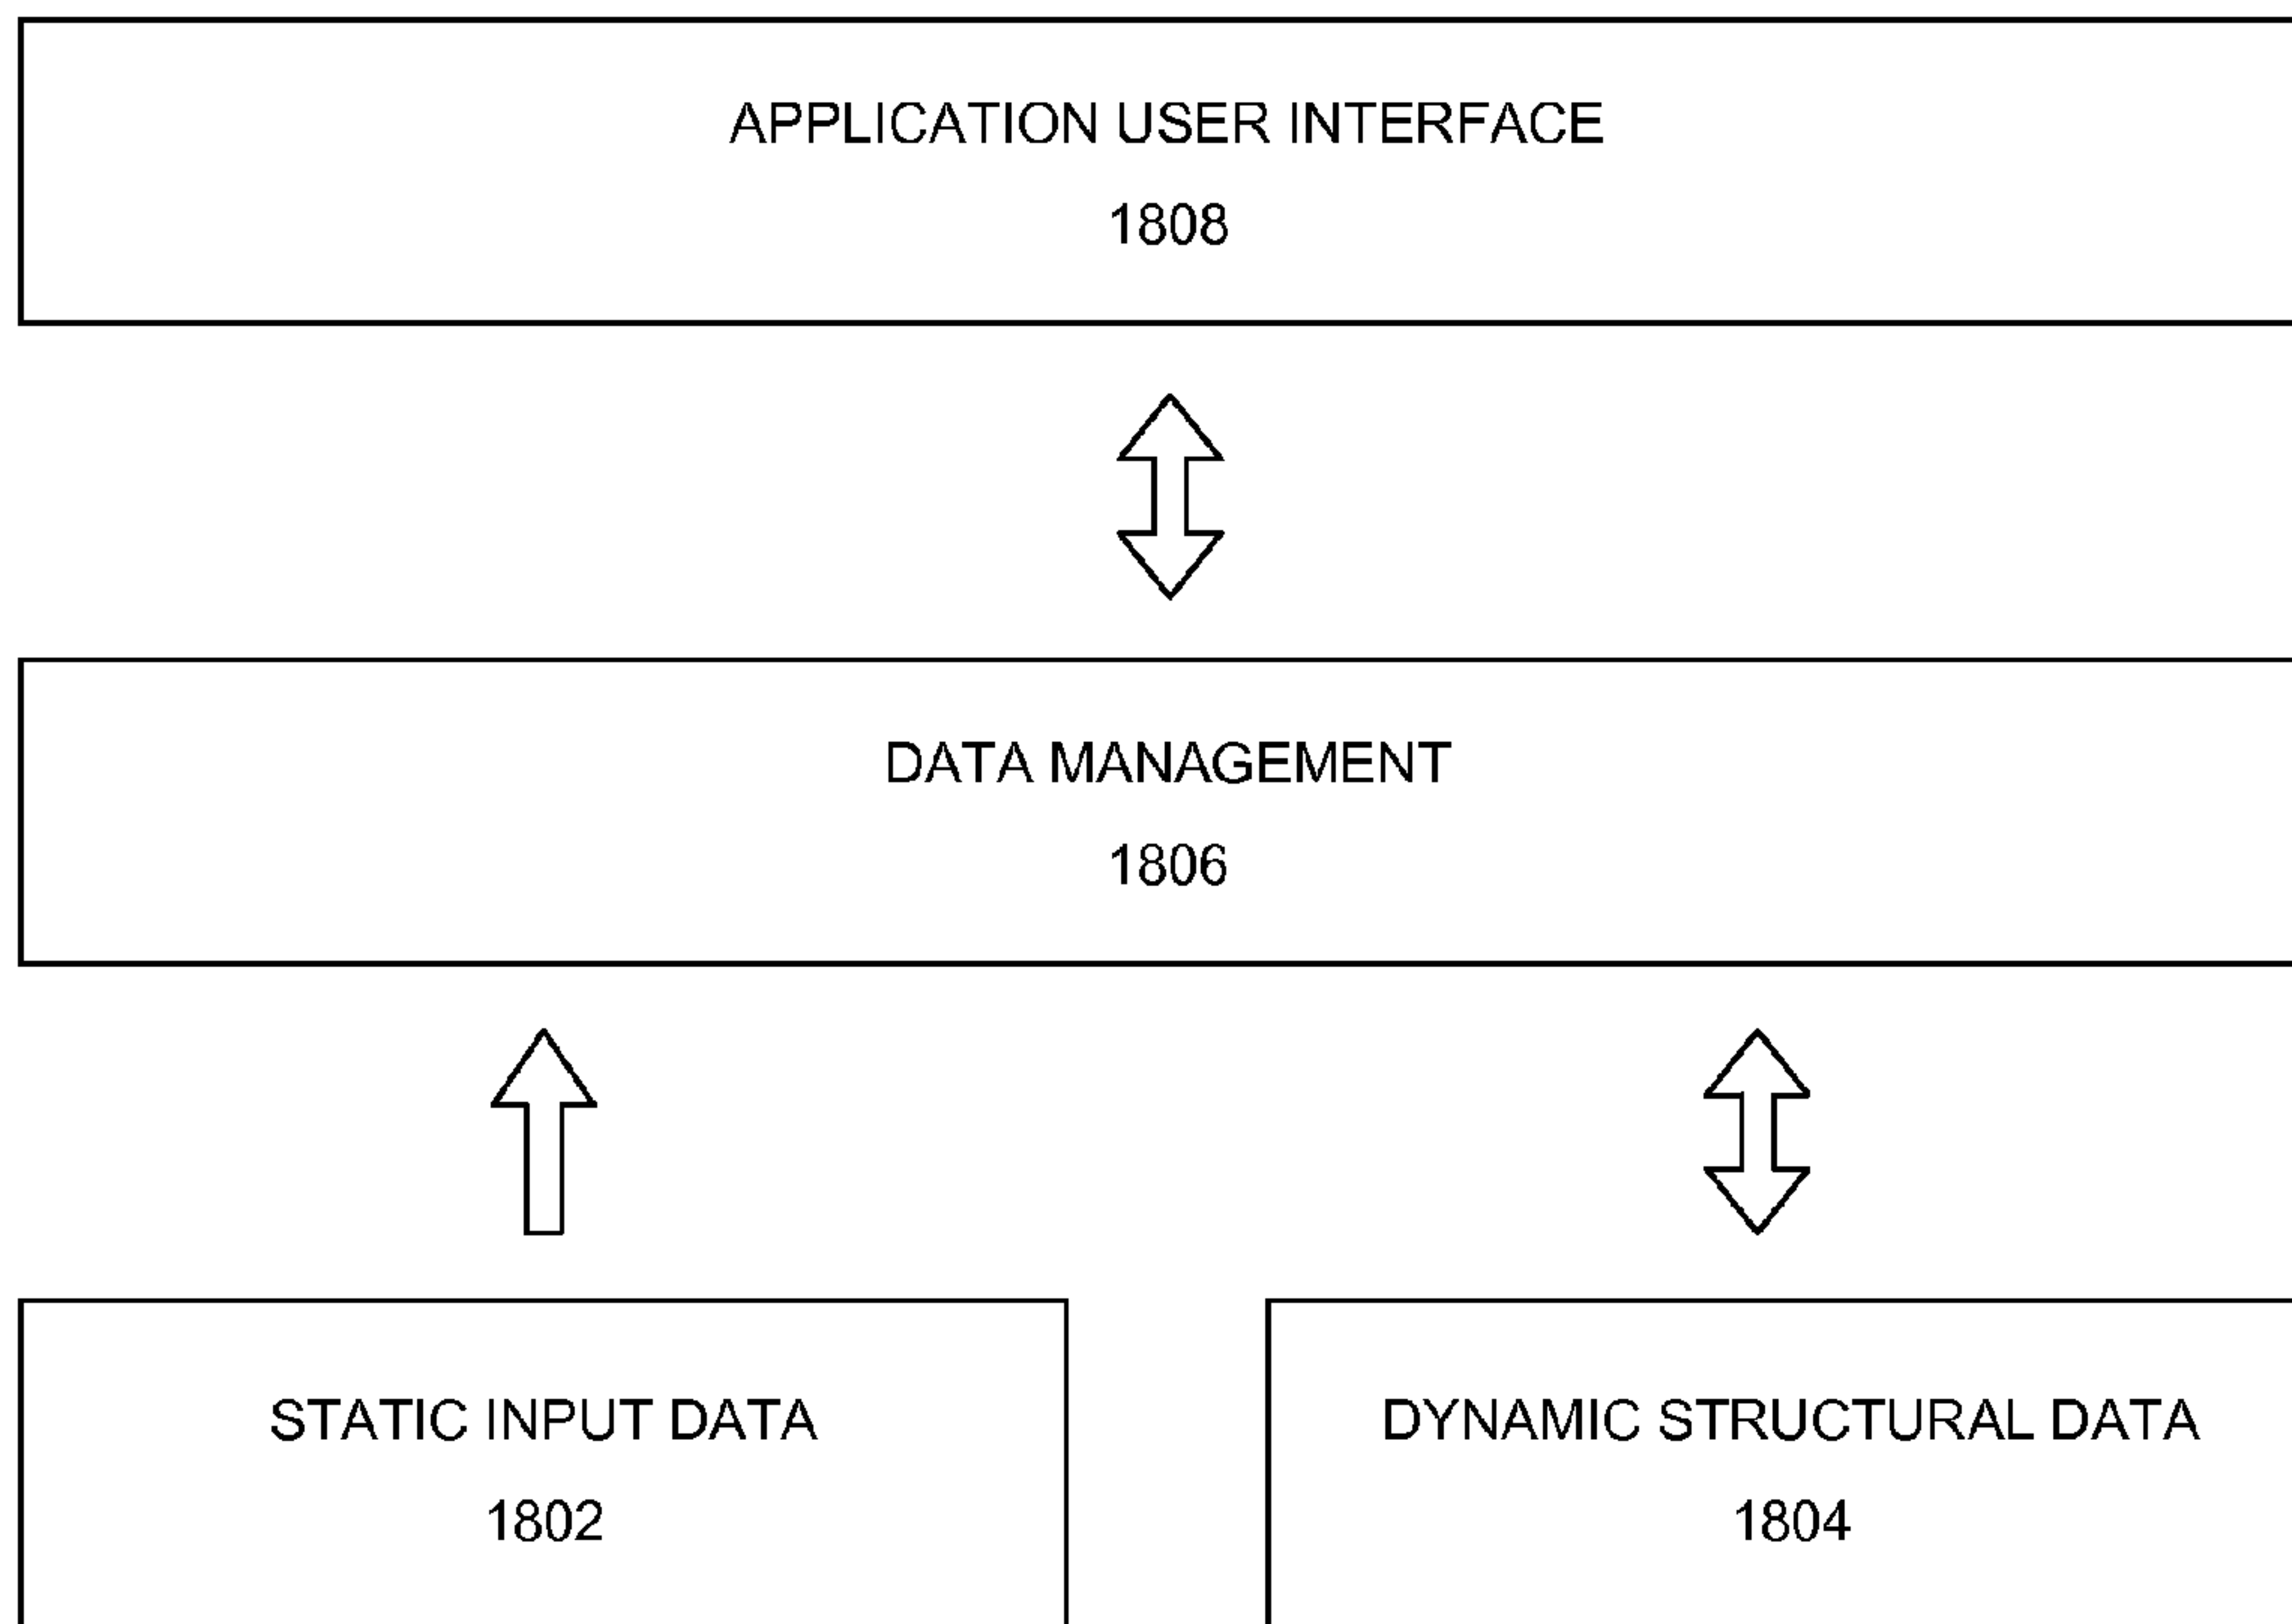 APPLICATION USER INTERFACE
1808
DATA MANAGEMENT
1806
STATIC INPUT DATA
1802
DYNAMIC STRUCTURAL DATA
1804